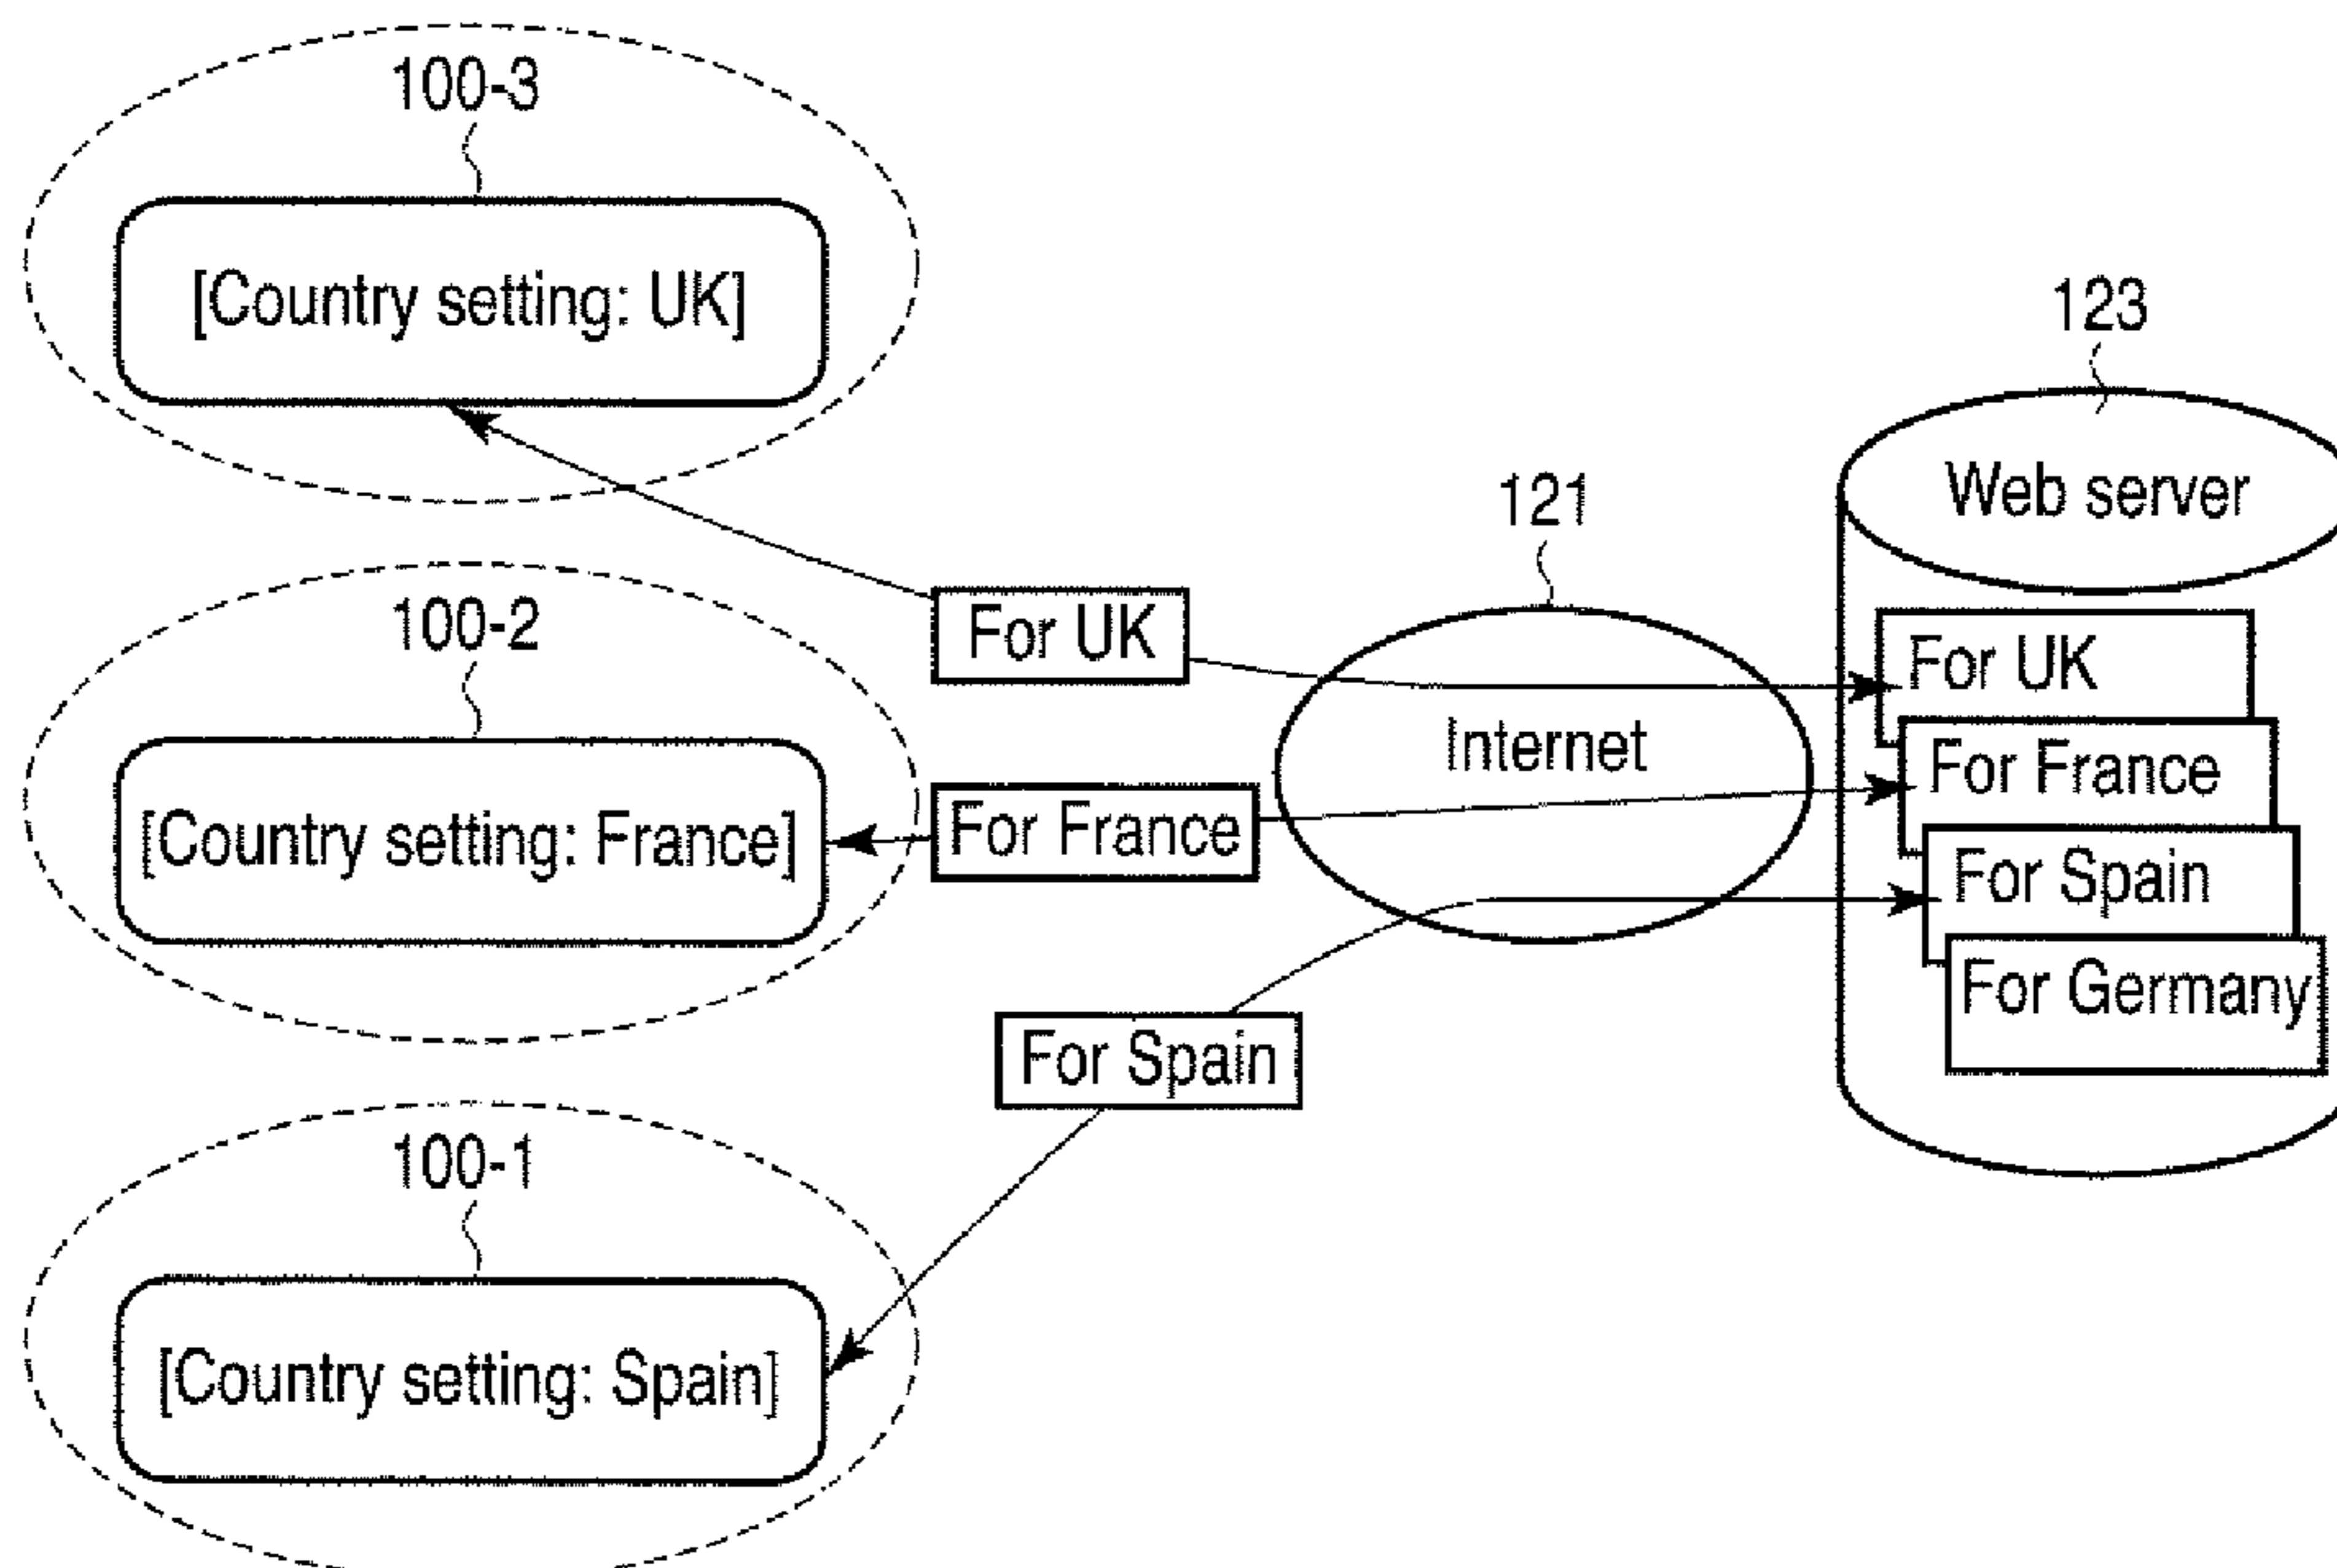 100-3
[Country setting: UK]
123
Web server
121
100-2
For UK
For UK
Internet
For France
[Country setting: France]
For France
For Spain
For Germany
For Spain
100-1
[Country setting: Spain]